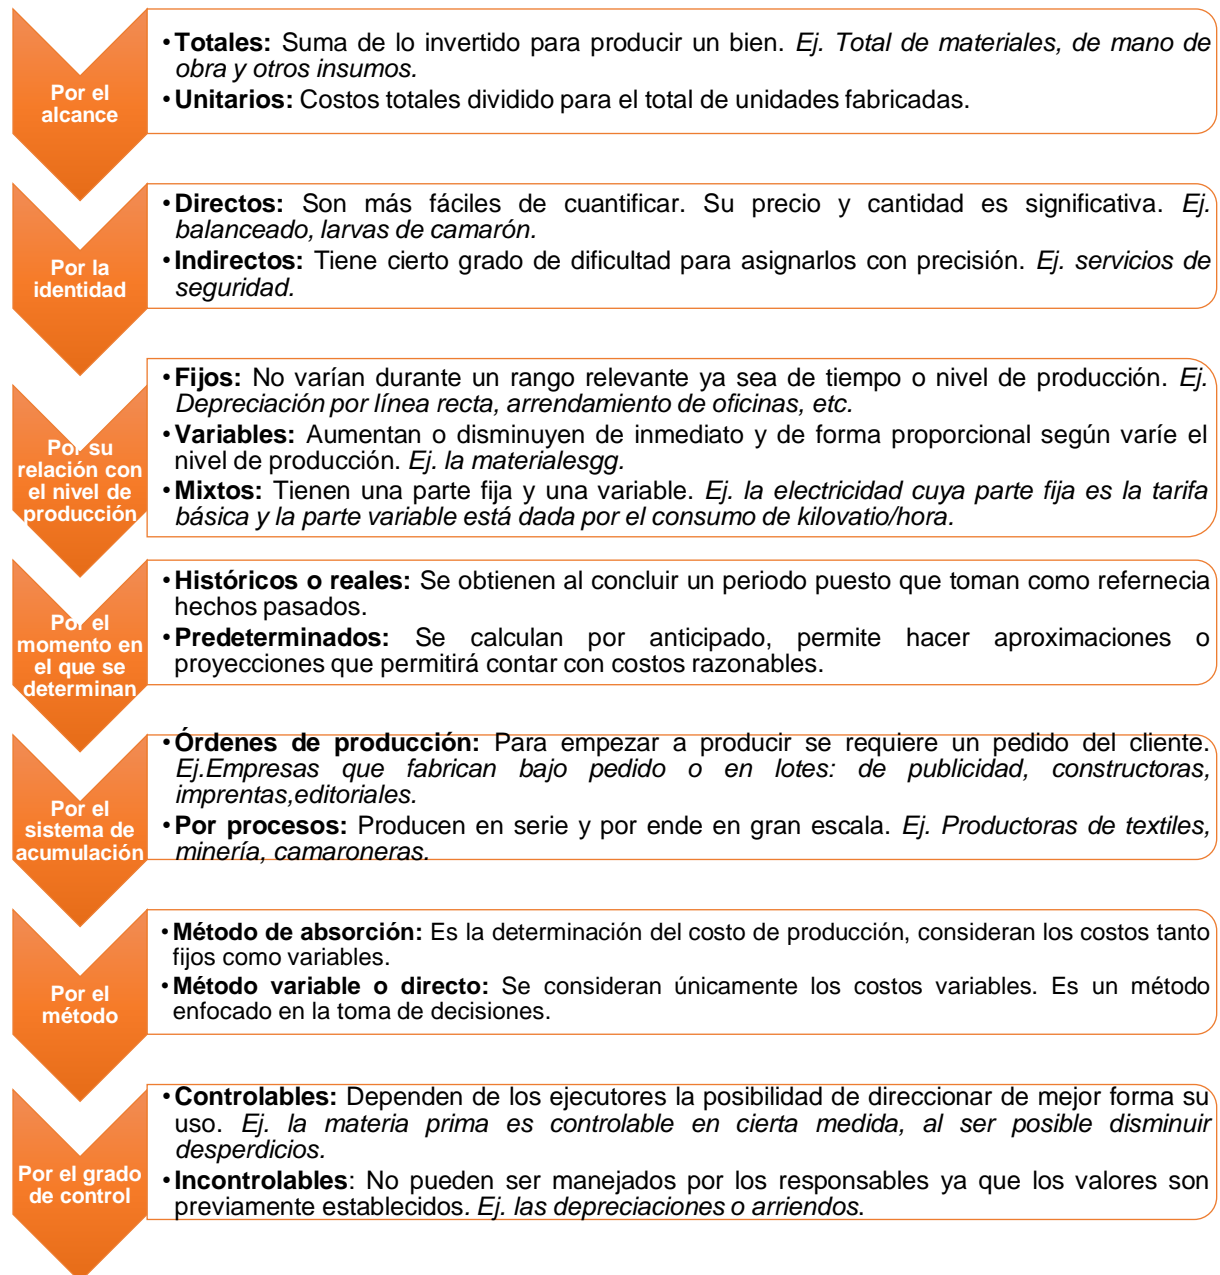 Por el
alcance
• Totales: Suma de lo invertido para producir un bien. Ej. Total de materiales, de mano de
obra y otros insumos.
• Unitarios: Costos totales dividido para el total de unidades fabricadas.
Por la
identidad
• Directos: Son más fáciles de cuantificar. Su precio y cantidad es significativa. Ej.
balanceado, larvas de camarón.
• Indirectos: Tiene cierto grado de dificultad para asignarlos con precisión. Ej. servicios de
seguridad.
Por su
relación con
el nivel de
producción
• Fijos: No varían durante un rango relevante ya sea de tiempo o nivel de producción. Ej.
Depreciación por línea recta, arrendamiento de oficinas, etc.
• Variables: Aumentan o disminuyen de inmediato y de forma proporcional según varíe el
nivel de producción. Ej. la materialesgg.
• Mixtos: Tienen una parte fija y una variable. Ej. la electricidad cuya parte fija es la tarifa
básica y la parte variable está dada por el consumo de kilovatio/hora.
Por el
momento en
el que se
determinan
• Históricos o reales: Se obtienen al concluir un periodo puesto que toman como refernecia
hechos pasados.
• Predeterminados: Se calculan por anticipado, permite hacer aproximaciones o
proyecciones que permitirá contar con costos razonables.
Por el
sistema de
acumulación
• Órdenes de producción: Para empezar a producir se requiere un pedido del cliente.
Ej.Empresas que fabrican bajo pedido o en lotes: de publicidad, constructoras,
imprentas,editoriales.
• Por procesos: Producen en serie y por ende en gran escala. Ej. Productoras de textiles,
minería, camaroneras.
Por el
método
• Método de absorción: Es la determinación del costo de producción, consideran los costos tanto
fijos como variables.
• Método variable o directo: Se consideran únicamente los costos variables. Es un método
enfocado en la toma de decisiones.
Por el grado
de control
• Controlables: Dependen de los ejecutores la posibilidad de direccionar de mejor forma su
uso. Ej. la materia prima es controlable en cierta medida, al ser posible disminuir
desperdicios.
• Incontrolables: No pueden ser manejados por los responsables ya que los valores son
previamente establecidos. Ej. las depreciaciones o arriendos.